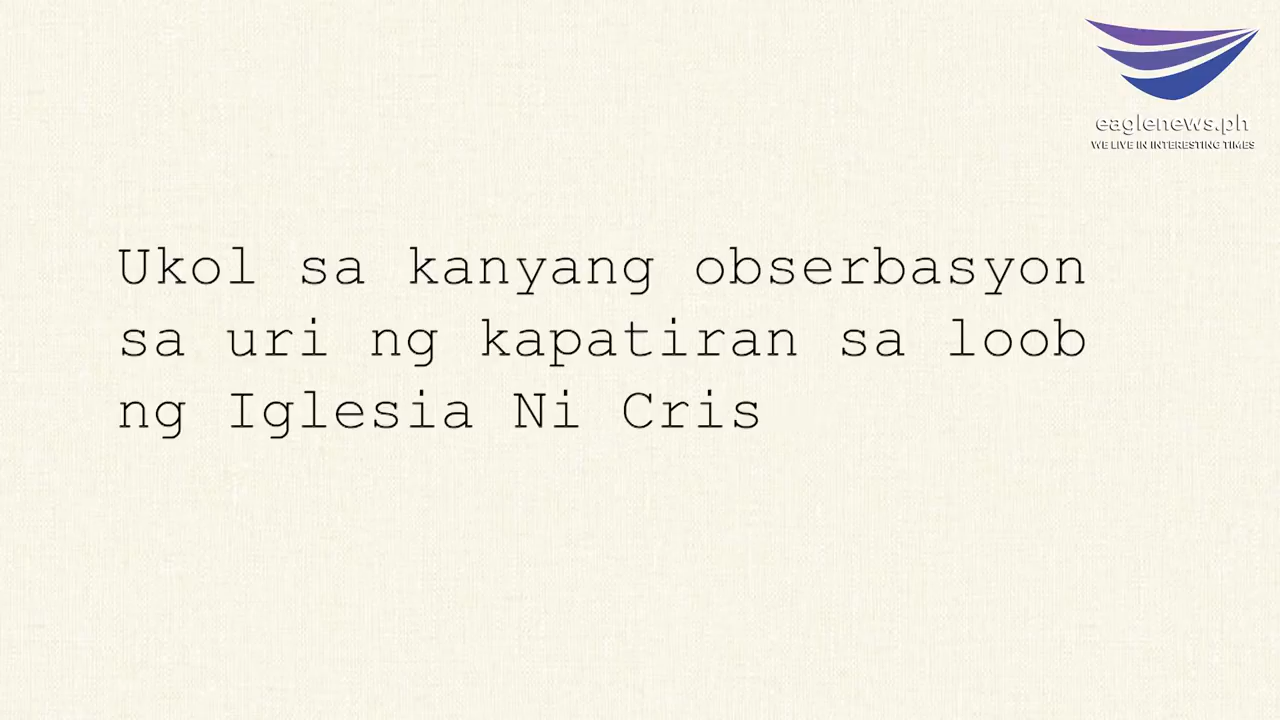 eaglenews.ph
WE LIVE IN INTERESTING TIMES
Ukol sa kanyang obserbasyon
sa uri ng kapatiran sa loob
ng Iglesia Ni Cris